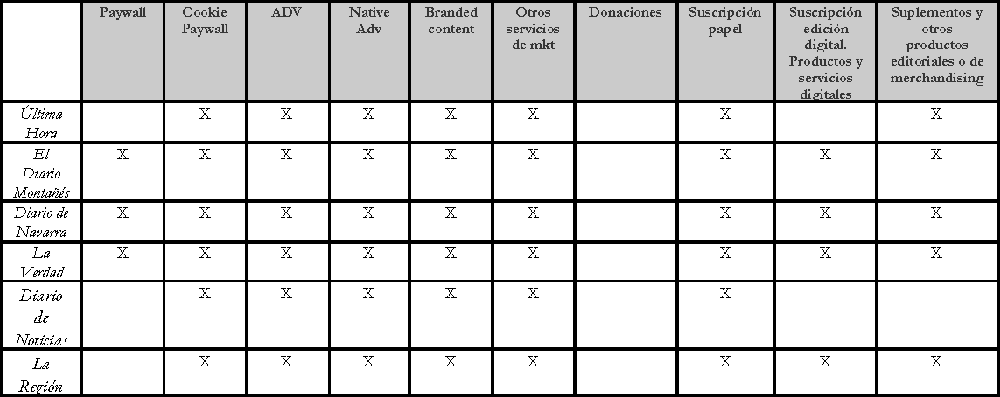 Paywall Cookie Paywall ADV Native Adv Branded content Otros servicios de mkt Donaciones Suscripción papel Suscripción edición digital. Productos y servicios digitales Suplementos y otros productos editoriales o de merchandising
Última Hora X X X X X X X
El Diario Montañés X X X X X X X X X
Diario de Navarra X X X X X X X X X
La Verdad X X X X X X X X X
Diario de Noticias X X X X X X
La Región X X X X X X X X